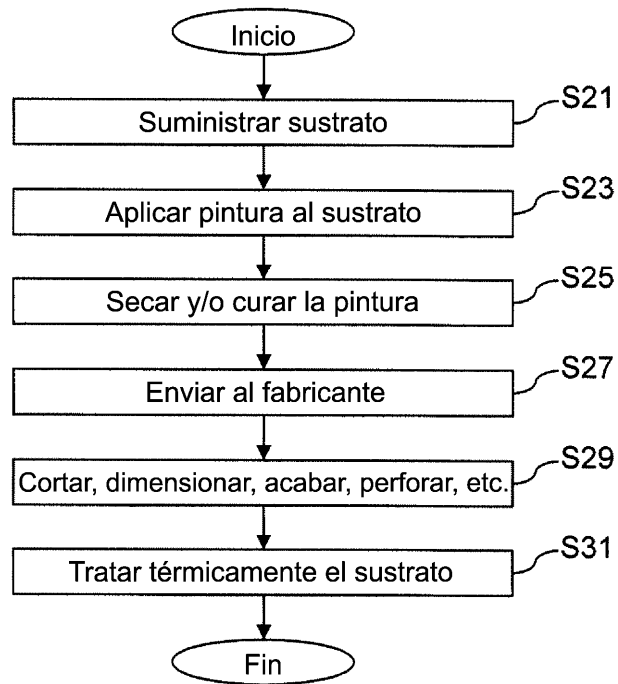 Inicio
S21
Suministrar sustrato
S23
Aplicar pintura al sustrato
S25
Secar y/o curar la pintura
S27
Enviar al fabricante
S29
Cortar, dimensionar, acabar, perforar, etc.
S31
Tratar térmicamente el sustrato
Fin